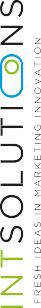 INTSOLUTIONS
FRESH IDEAS IN MARKETING INNOVATION